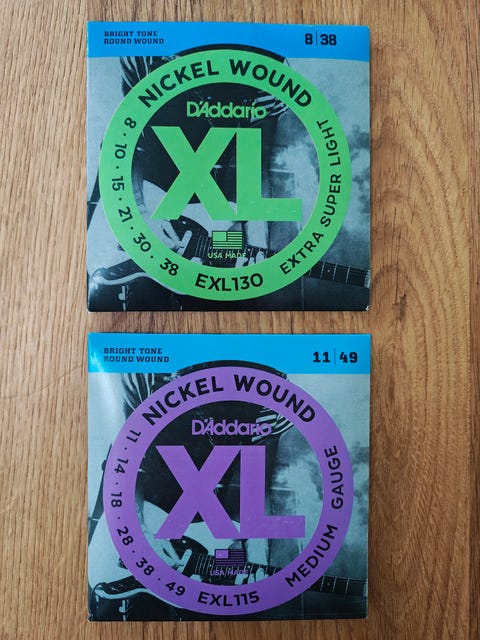 BRIGHT TONE
ROUND WOUND
8|38
NICKEL WOUND
D'Addario
XL
8 · 10 · 15 · 21 · 30 · 38
EXTRA SUPER LIGHT
USA MADE
EXL130
BRIGHT TONE
ROUND WOUND
11|49
NICKEL WOUND
D'Addario
XL
11 · 14 · 18 · 28 · 38 · 49
MEDIUM GAUGE
USA MADE
EXL115